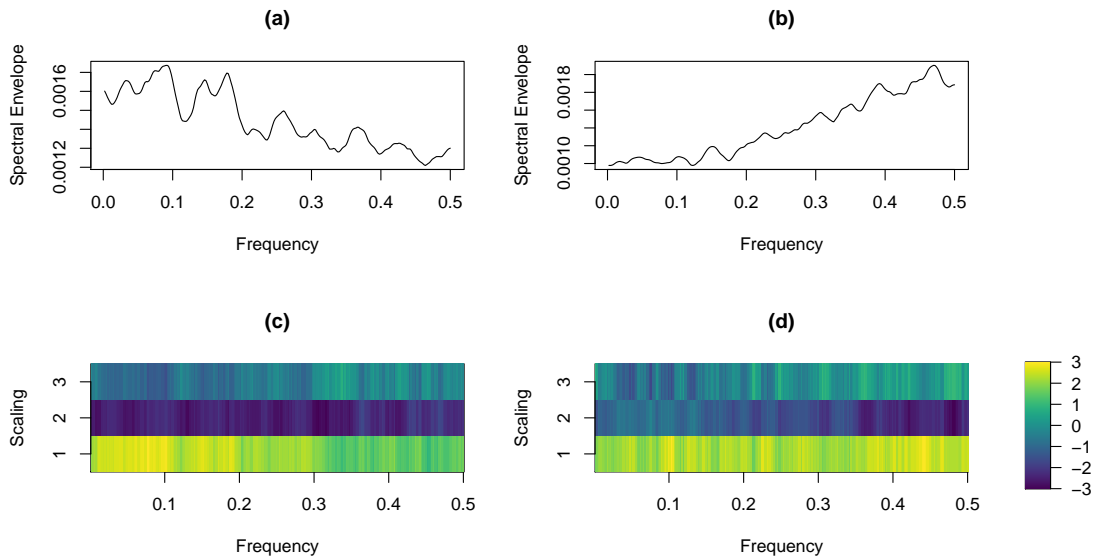 (a)
Spectral Envelope
0.0012 0.0016
0.0 0.1 0.2 0.3 0.4 0.5
Frequency
(b)
Spectral Envelope
0.0010 0.0018
0.0 0.1 0.2 0.3 0.4 0.5
Frequency
(c)
Scaling
3
2
1
0.1 0.2 0.3 0.4 0.5
Frequency
(d)
Scaling
3
2
1
0.1 0.2 0.3 0.4 0.5
Frequency
3
2
1
0
−1
−2
−3